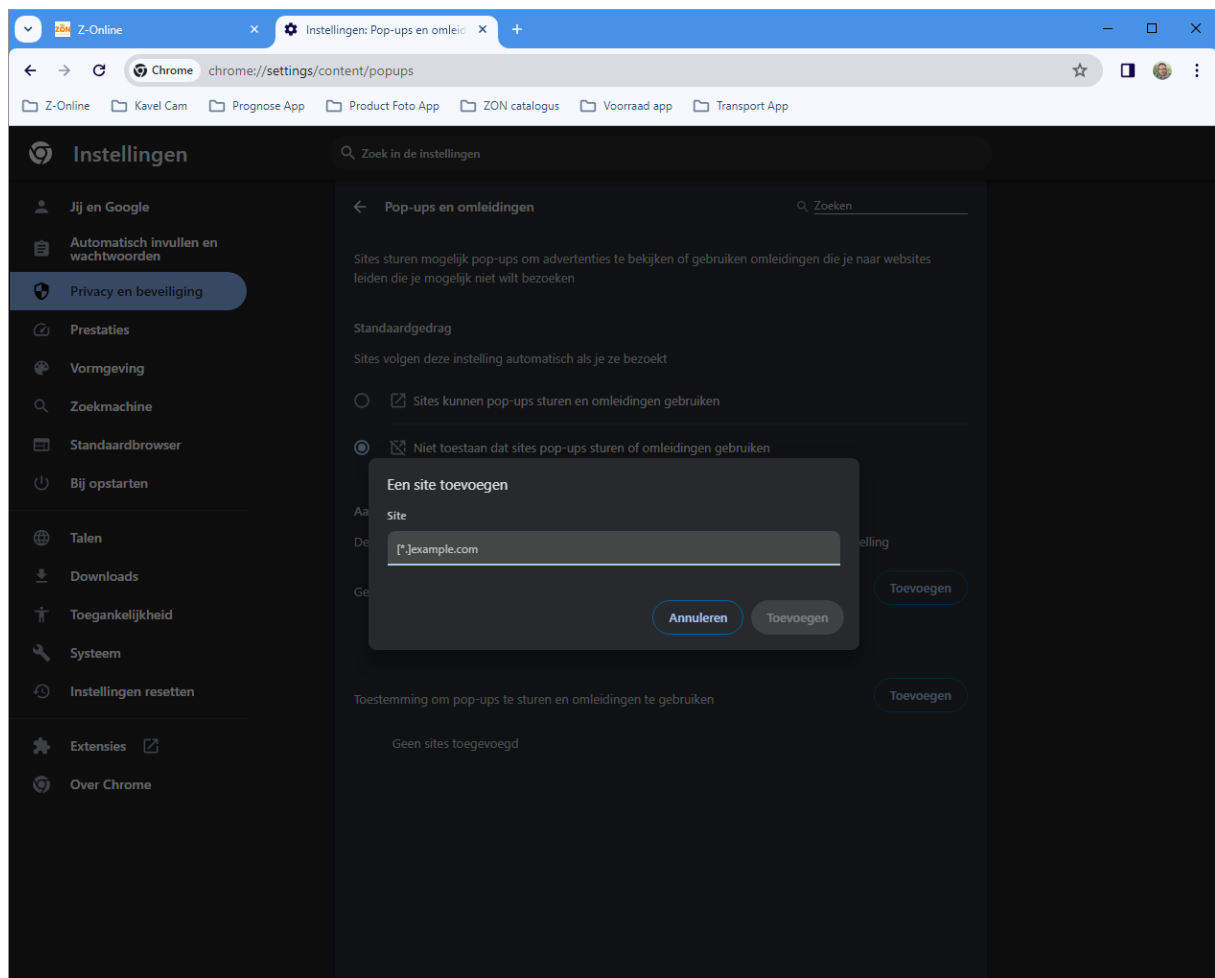 ZON Z-Online
Instellingen: Pop-ups en omleid
Chrome chrome://settings/content/popups
Z-Online Kavel Cam Prognose App Product Foto App ZON catalogus Voorraad app Transport App
Instellingen
Zoek in de instellingen
Jij en Google
Automatisch invullen en
wachtwoorden
Privacy en beveiliging
Prestaties
Vormgeving
Zoekmachine
Standaardbrowser
Bij opstarten
Talen
Downloads
Toegankelijkheid
Systeem
Instellingen resetten
Extensies
Over Chrome
Pop-ups en omleidingen
Zoeken
Sites sturen mogelijk pop-ups om advertenties te bekijken of gebruiken omleidingen die je naar websites
leiden die je mogelijk niet wilt bezoeken
Standaardgedrag
Sites volgen deze instelling automatisch als je ze bezoekt
Sites kunnen pop-ups sturen en omleidingen gebruiken
Niet toestaan dat sites pop-ups sturen of omleidingen gebruiken
Aa
De elling
Ge Toevoegen
Een site toevoegen
Site
[*.]example.com
Annuleren Toevoegen
Toestemming om pop-ups te sturen en omleidingen te gebruiken Toevoegen
Geen sites toegevoegd